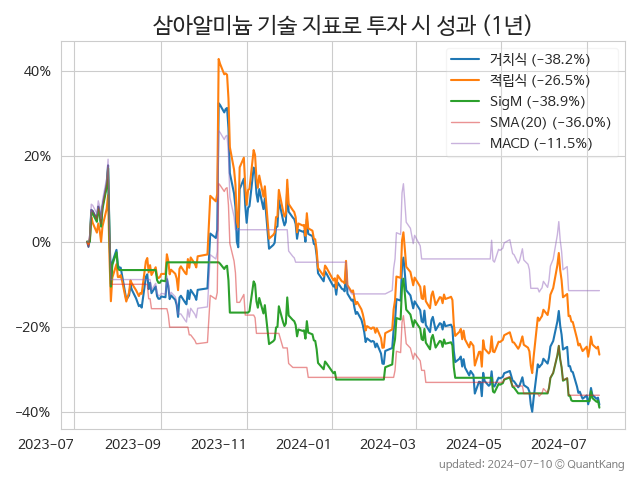 삼아알미늄 기술 지표로 투자 시 성과 (1년)
거치식 (−38.2%)
적립식 (−26.5%)
SigM (−38.9%)
SMA(20) (−36.0%)
MACD (−11.5%)
40%
20%
0%
−20%
−40%
2023-07 2023-09 2023-11 2024-01 2024-03 2024-05 2024-07
updated: 2024-07-10 © QuantKang